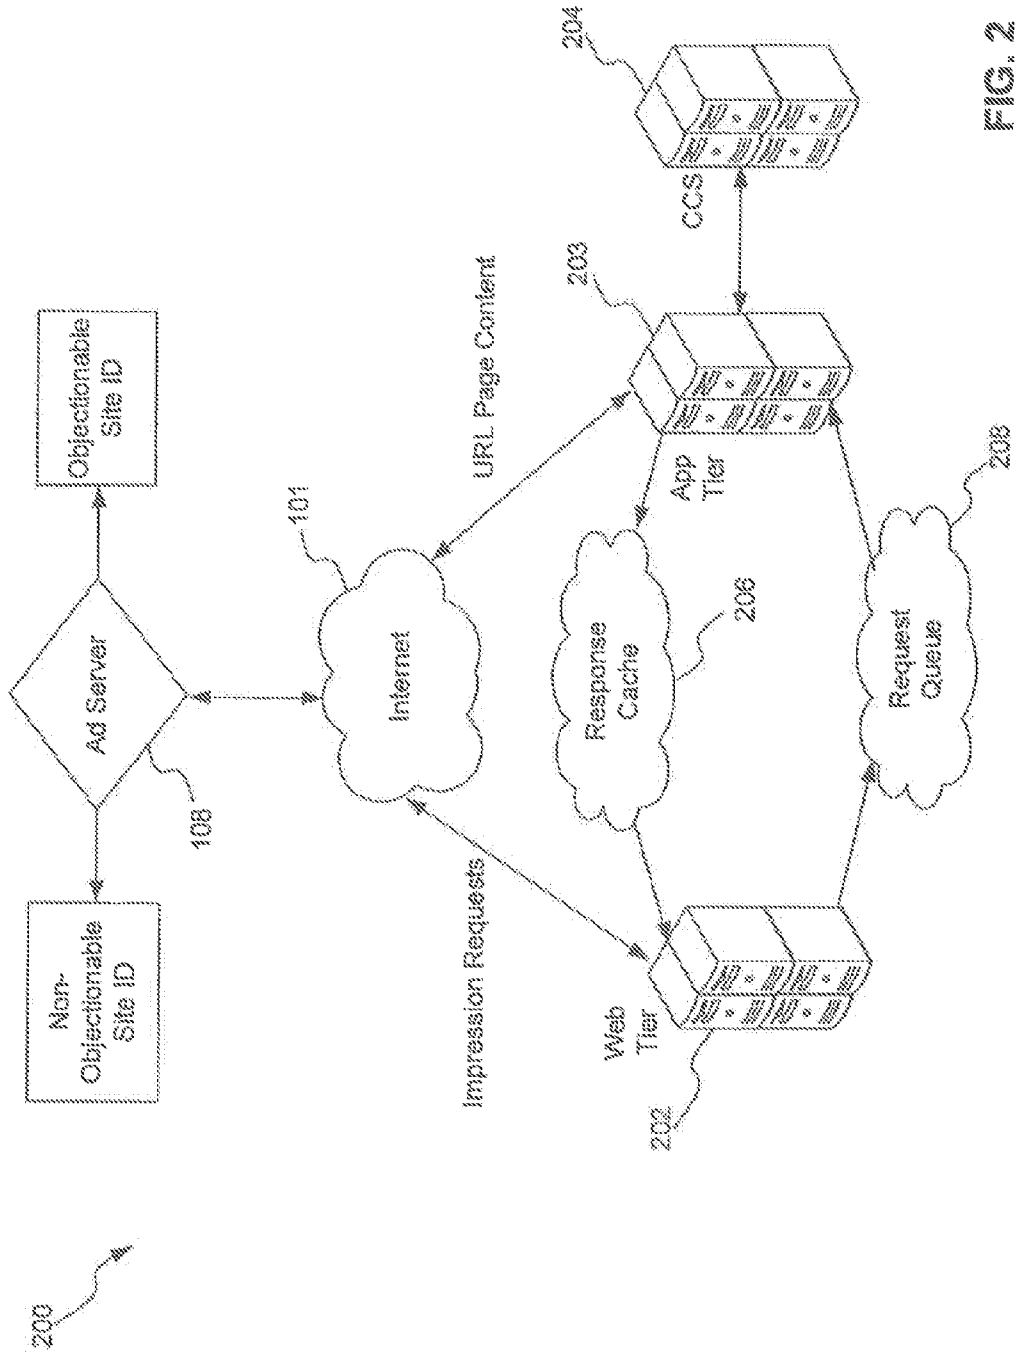 200
Non-
Objectionable
Site ID
Ad Server
108
Objectionable
Site ID
Internet
101
Impression Requests
URL Page Content
Web
Tier
202
Response
Cache
206
App
Tier
203
CCS
204
Request
Queue
208
FIG. 2